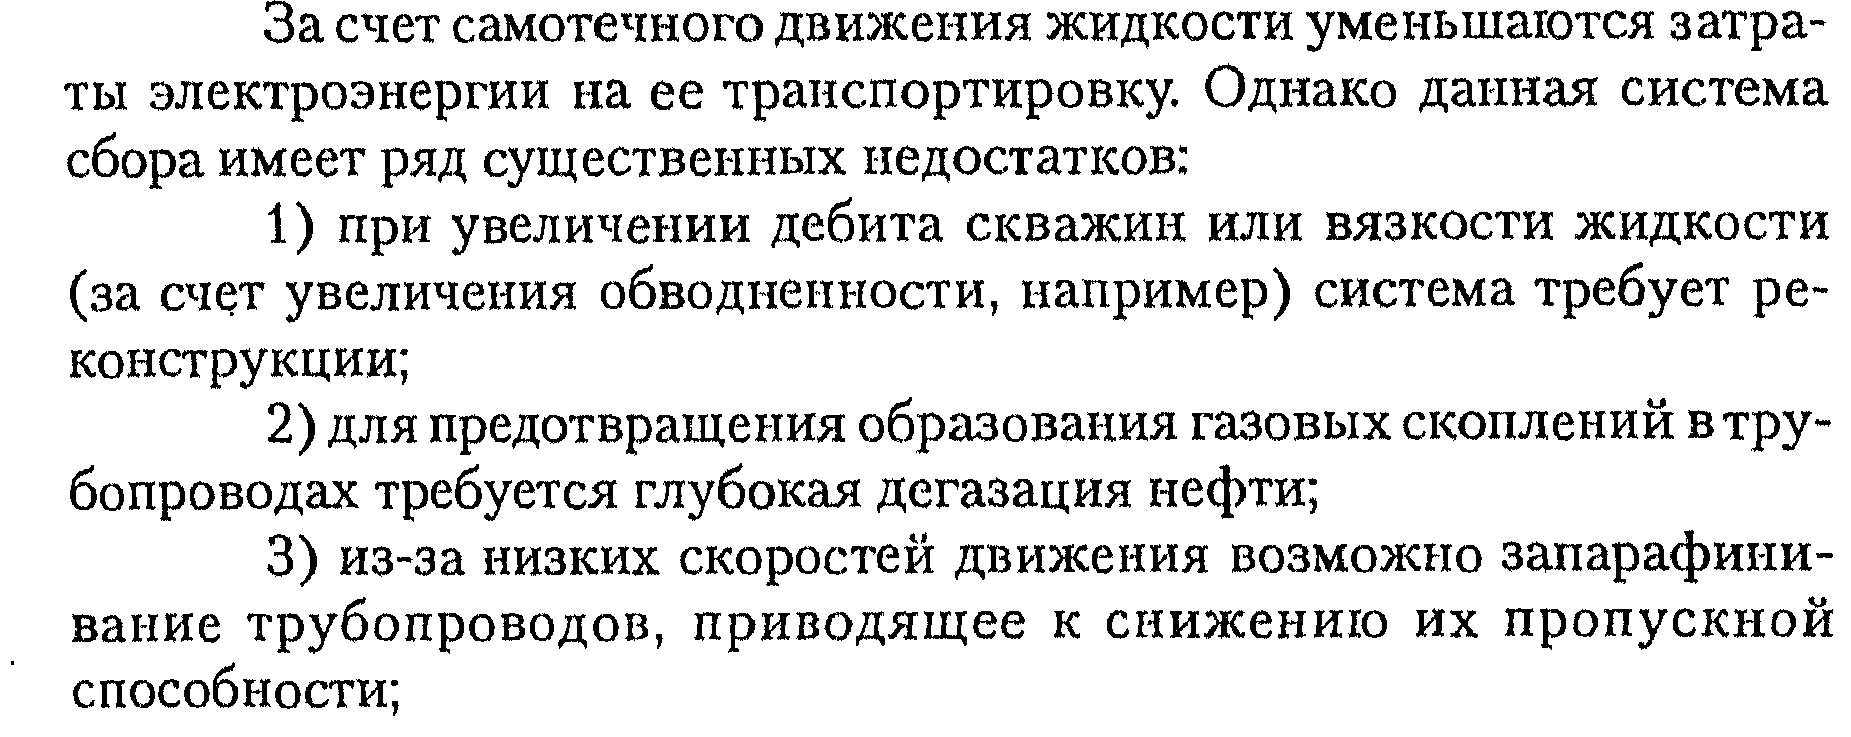 За счет самотечного движения жидкости уменьшаются затра-
ты электроэнергии на ее транспортировку. Однако данная система
сбора имеет ряд существенных недостатков:
1) при увеличении дебита скважин или вязкости жидкости
(за счет увеличения обводненности, например) система требует ре-
конструкции;
2) для предотвращения образования газовых скоплений в тру-
бопроводах требуется глубокая дегазация нефти;
3) из-за низких скоростей движения возможно запарафини-
вание трубопроводов, приводящее к снижению их пропускной
способности;